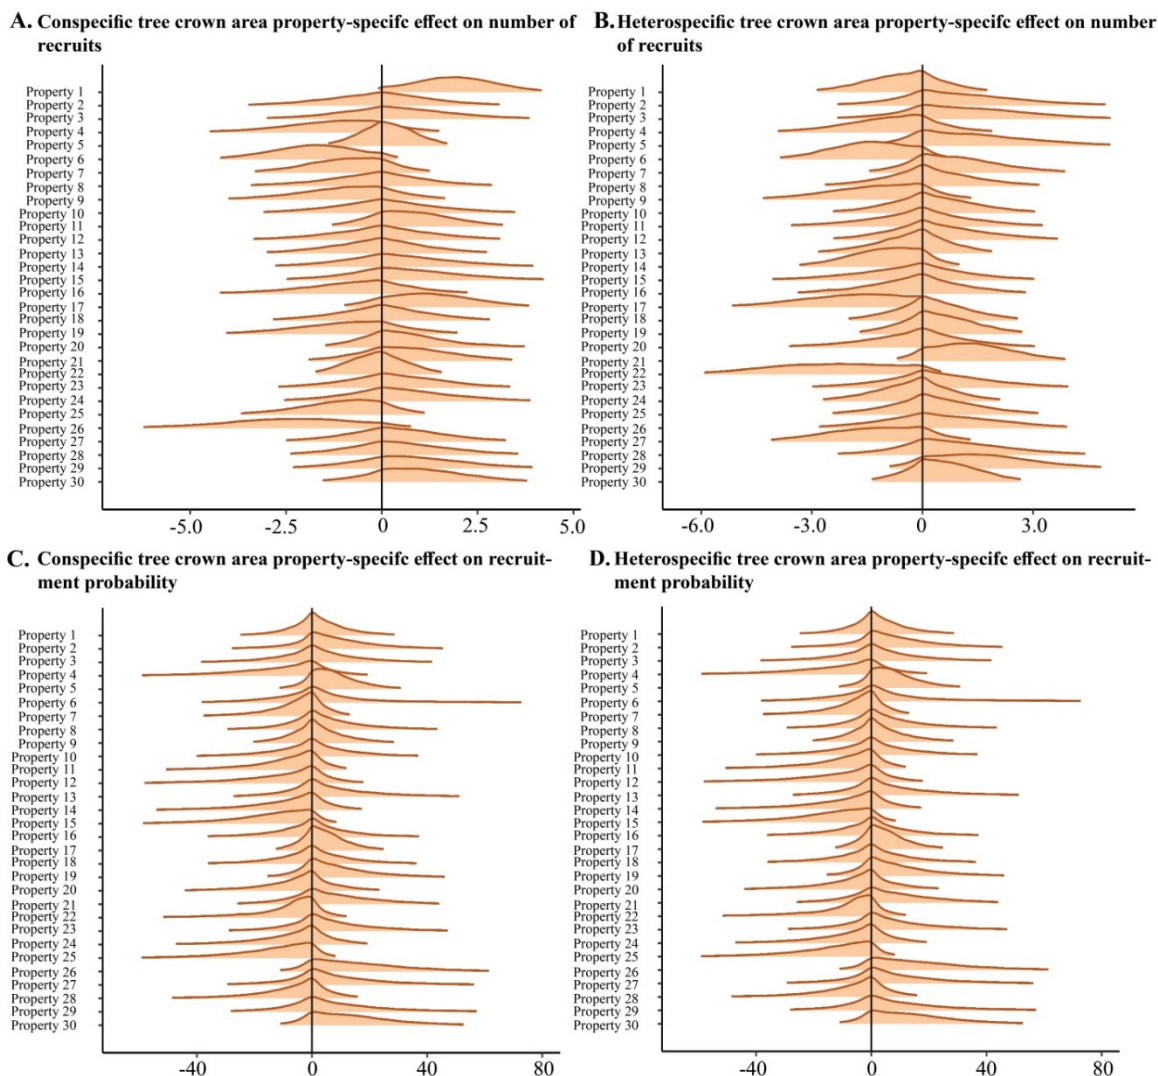 A. Conspecific tree crown area property-specifc effect on number of
recruits
Property 1
Property 2
Property 3
Property 4
Property 5
Property 6
Property 7
Property 8
Property 9
Property 10
Property 11
Property 12
Property 13
Property 14
Property 15
Property 16
Property 17
Property 18
Property 19
Property 20
Property 21
Property 22
Property 23
Property 24
Property 25
Property 26
Property 27
Property 28
Property 29
Property 30
-5.0 -2.5 0 2.5 5.0
B. Heterospecific tree crown area property-specifc effect on number
of recruits
Property 1
Property 2
Property 3
Property 4
Property 5
Property 6
Property 7
Property 8
Property 9
Property 10
Property 11
Property 12
Property 13
Property 14
Property 15
Property 16
Property 17
Property 18
Property 19
Property 20
Property 21
Property 22
Property 23
Property 24
Property 25
Property 26
Property 27
Property 28
Property 29
Property 30
-6.0 -3.0 0 3.0
C. Conspecific tree crown area property-specifc effect on recruit-
ment probability
Property 1
Property 2
Property 3
Property 4
Property 5
Property 6
Property 7
Property 8
Property 9
Property 10
Property 11
Property 12
Property 13
Property 14
Property 15
Property 16
Property 17
Property 18
Property 19
Property 20
Property 21
Property 22
Property 23
Property 24
Property 25
Property 26
Property 27
Property 28
Property 29
Property 30
-40 0 40 80
D. Heterospecific tree crown area property-specifc effect on recruit-
ment probability
Property 1
Property 2
Property 3
Property 4
Property 5
Property 6
Property 7
Property 8
Property 9
Property 10
Property 11
Property 12
Property 13
Property 14
Property 15
Property 16
Property 17
Property 18
Property 19
Property 20
Property 21
Property 22
Property 23
Property 24
Property 25
Property 26
Property 27
Property 28
Property 29
Property 30
-40 0 40 80